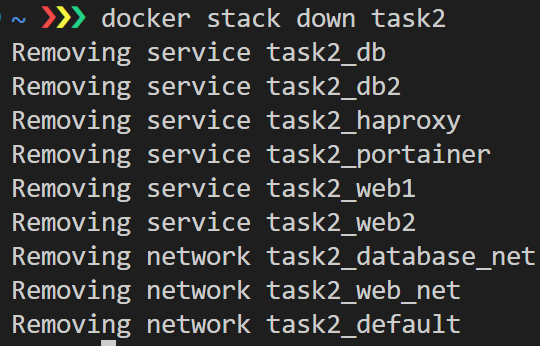 ~ ❯❯❯ docker stack down task2
Removing service task2_db
Removing service task2_db2
Removing service task2_haproxy
Removing service task2_portainer
Removing service task2_web1
Removing service task2_web2
Removing network task2_database_net
Removing network task2_web_net
Removing network task2_default